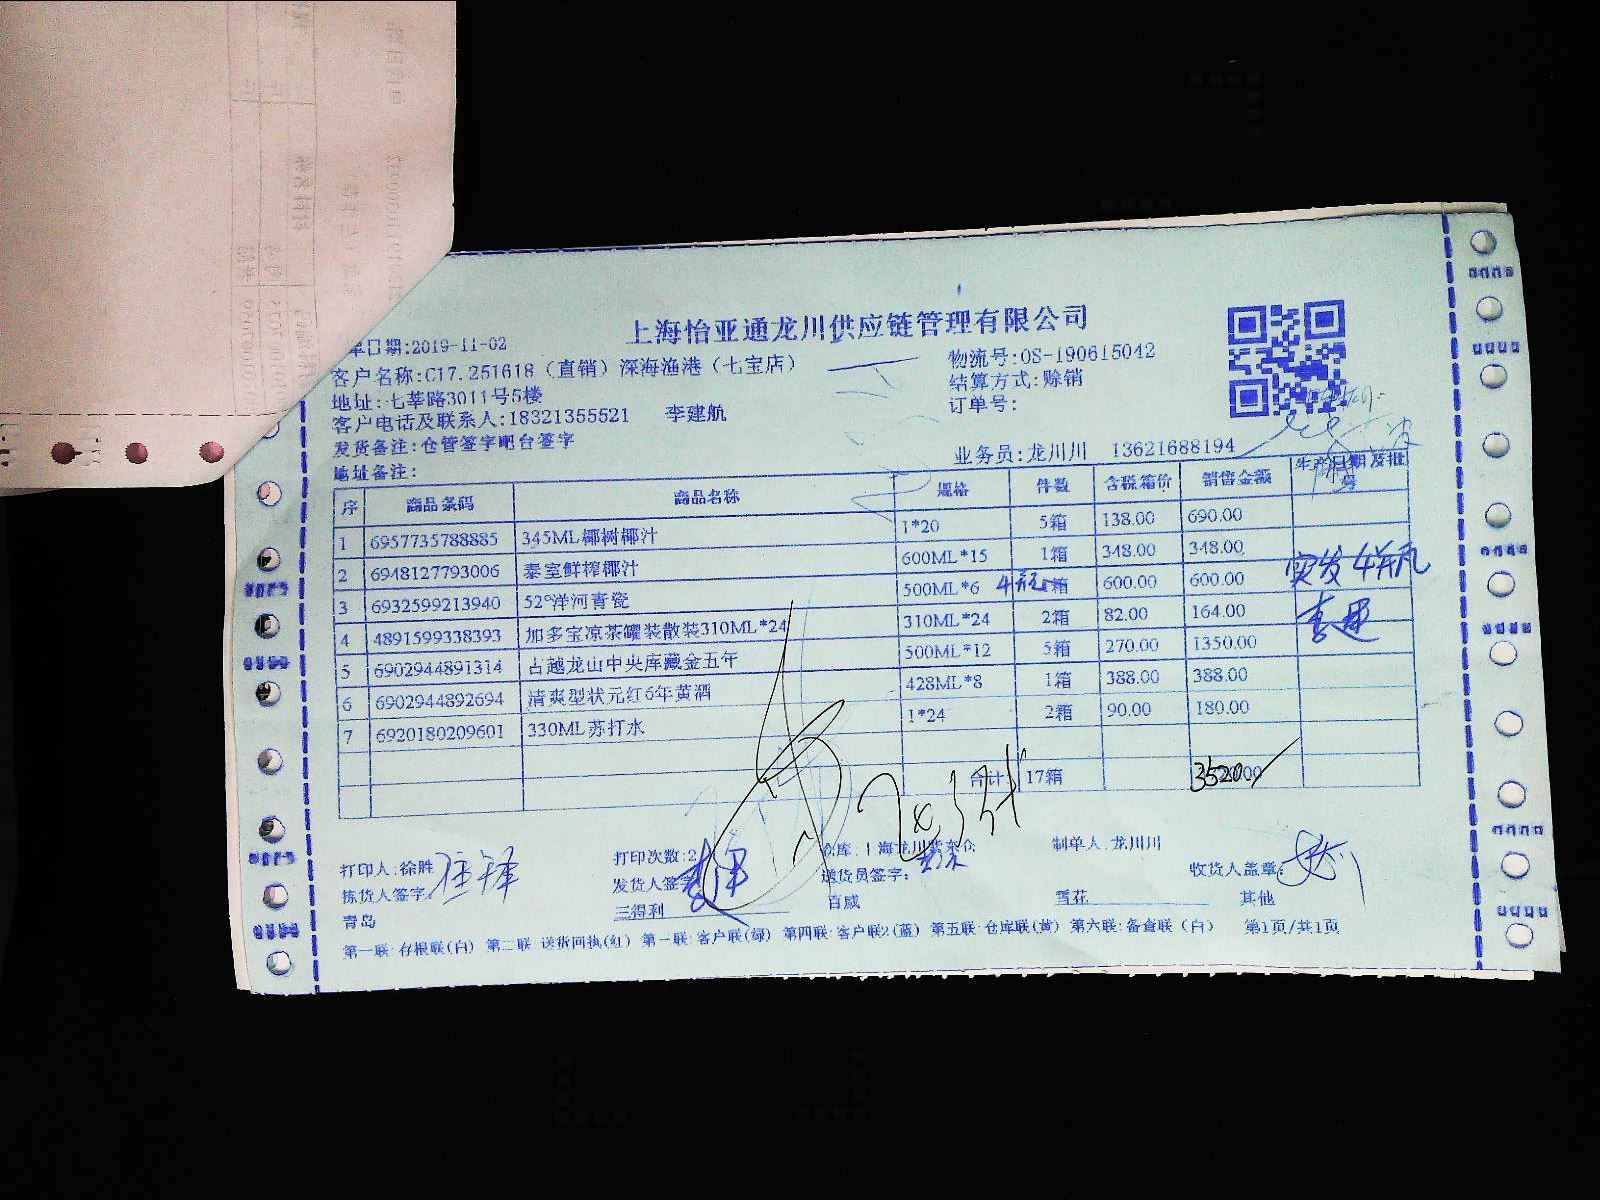 上海怡亚通龙川供应链管理有限公司
单日期:2019-11-02
物流号:OS-190615042
客户名称:C17.251618（直销）深海渔港（七宝店）
结算方式:赊销
地址:七莘路3011号5楼
订单号:
客户电话及联系人:18321355521 李建航
发货备注:仓管签字吧台签字
业务员:龙川川 13621688194
地址备注:
序 商品条码 商品名称 规格 件数 含税箱价 销售金额 生产日期及批号
1 6957735788885 345ML椰树椰汁 1*20 5箱 138.00 690.00
2 6948127793006 泰室鲜榨椰汁 600ML*15 1箱 348.00 348.00
3 6932599213940 52°洋河青瓷 500ML*6 4瓶 箱 600.00 600.00 实发4并瓦
4 4891599338393 加多宝凉茶罐装散装310ML*24 310ML*24 2箱 82.00 164.00
5 6902944891314 古越龙山中央库藏金五年 500ML*12 5箱 270.00 1350.00
6 6902944892694 清爽型状元红6年黄酒 428ML*8 1箱 388.00 388.00
7 6920180209601 330ML苏打水 1*24 2箱 90.00 180.00
合计 17箱 3520.00
打印人:徐胜 打印次数:2 仓库:上海龙川 制单人:龙川川
拣货人签字: 发货人签字 送货员签字: 收货人盖章:
青岛 三得利 百威 雪花 其他
第一联:存根联(白) 第二联:送货回执(红) 第一联:客户联(绿) 第四联:客户联2(蓝) 第五联:仓库联(黄) 第六联:备查联（白） 第1页/共1页